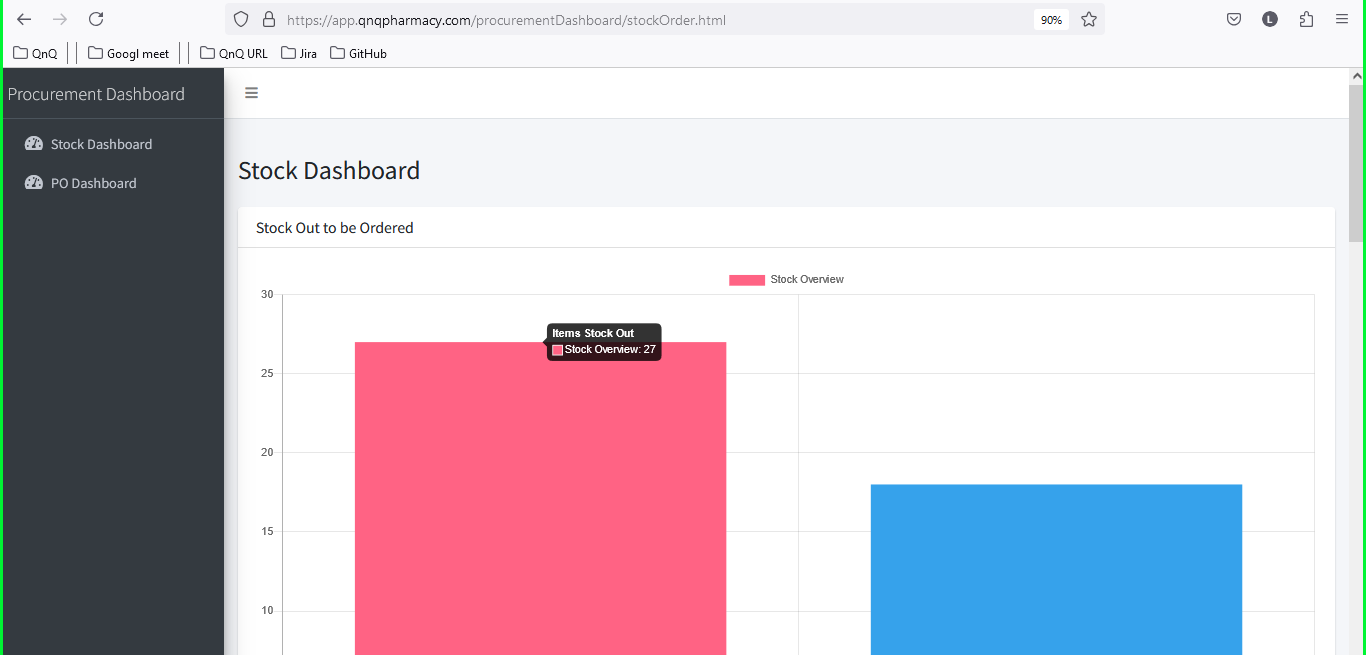 https://app.qnqpharmacy.com/procurementDashboard/stockOrder.html
90%
L
QnQ
Googl meet
QnQ URL
Jira
GitHub
Procurement Dashboard
Stock Dashboard
PO Dashboard
Stock Dashboard
Stock Out to be Ordered
Stock Overview
30
Items Stock Out
Stock Overview: 27
25
20
15
10